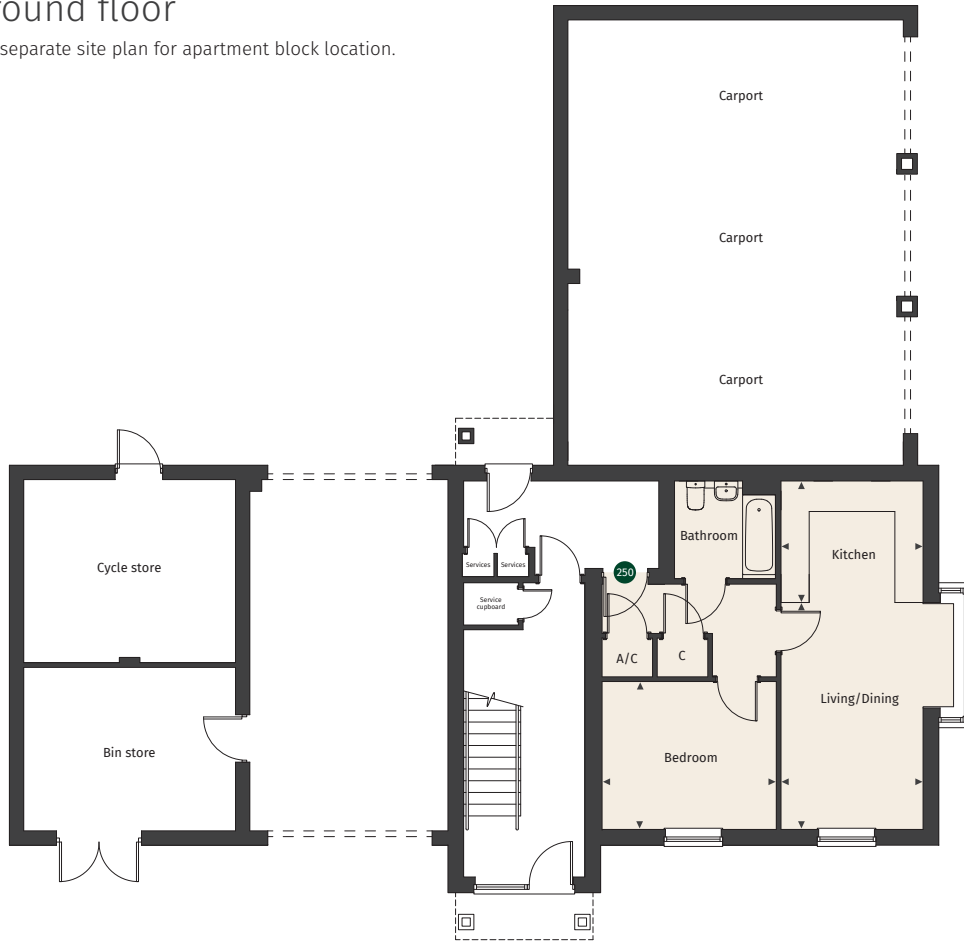 round floor
separate site plan for apartment block location.
Carport
Carport
Carport
Cycle store
Services
Services
Service
cupboard
250
Bathroom
Kitchen
A/C
C
Living/Dining
Bin store
Bedroom